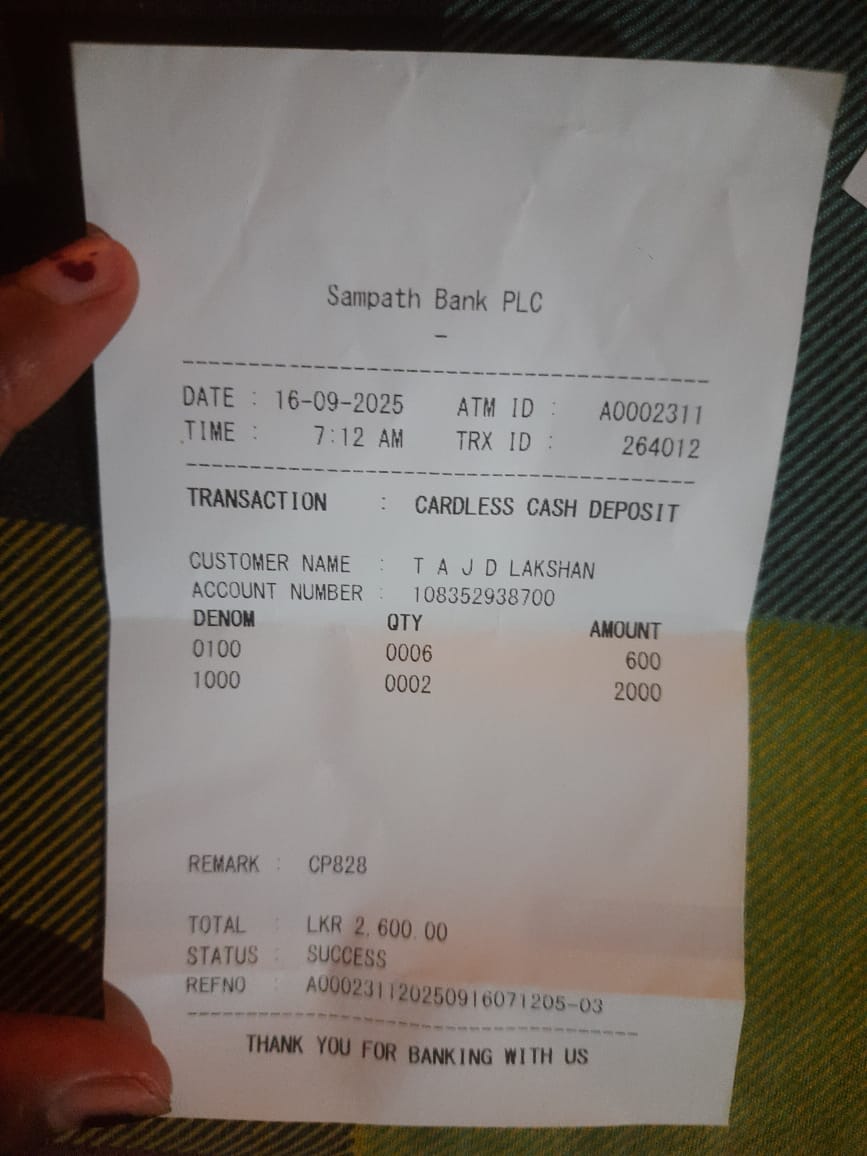 Sampath Bank PLC
-
DATE : 16-09-2025 ATM ID : A0002311
TIME : 7:12 AM TRX ID : 264012
TRANSACTION : CARDLESS CASH DEPOSIT
CUSTOMER NAME : T A J D LAKSHAN
ACCOUNT NUMBER : 108352938700
DENOM QTY AMOUNT
0100 0006 600
1000 0002 2000
REMARK : CP828
TOTAL : LKR 2,600.00
STATUS : SUCCESS
REFNO : A000231120250916071205-03
THANK YOU FOR BANKING WITH US